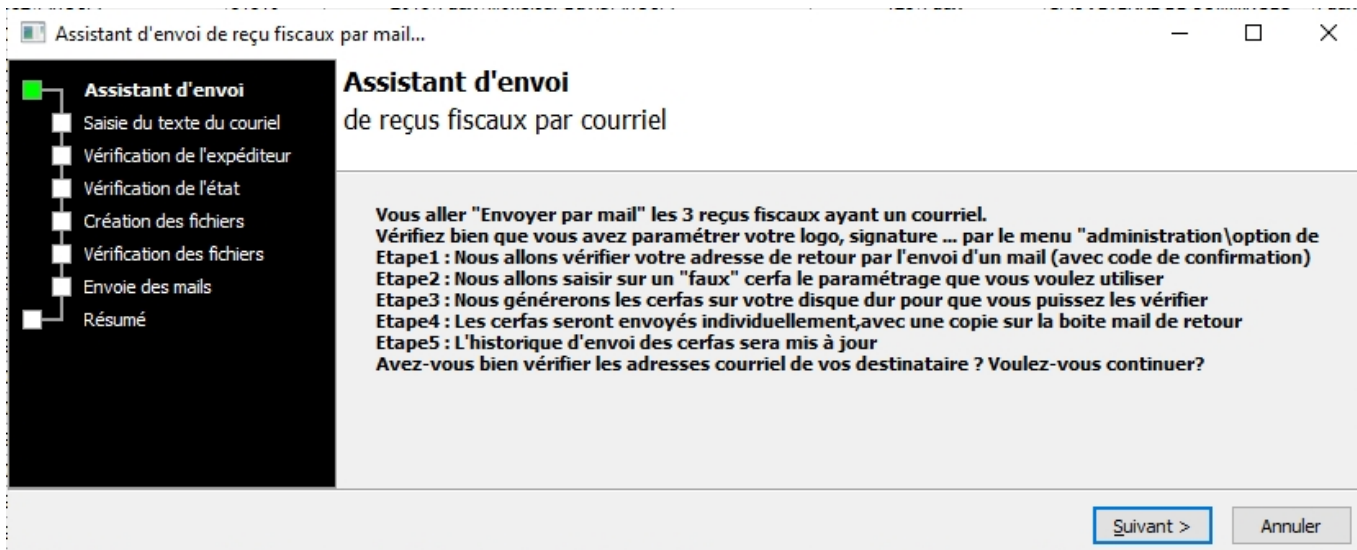 Assistant d'envoi de reçu fiscaux par mail...
Assistant d'envoi
Saisie du texte du couriel
Vérification de l'expéditeur
Vérification de l'état
Création des fichiers
Vérification des fichiers
Envoie des mails
Résumé
Assistant d'envoi
de reçus fiscaux par courriel
Vous aller "Envoyer par mail" les 3 reçus fiscaux ayant un courriel.
Vérifiez bien que vous avez paramétrer votre logo, signature ... par le menu "administration\option de
Etape1 : Nous allons vérifier votre adresse de retour par l'envoi d'un mail (avec code de confirmation)
Etape2 : Nous allons saisir sur un "faux" cerfa le paramétrage que vous voulez utiliser
Etape3 : Nous générerons les cerfas sur votre disque dur pour que vous puissez les vérifier
Etape4 : Les cerfas seront envoyés individuellement,avec une copie sur la boite mail de retour
Etape5 : L'historique d'envoi des cerfas sera mis à jour
Avez-vous bien vérifier les adresses courriel de vos destinataire ? Voulez-vous continuer?
Suivant >
Annuler